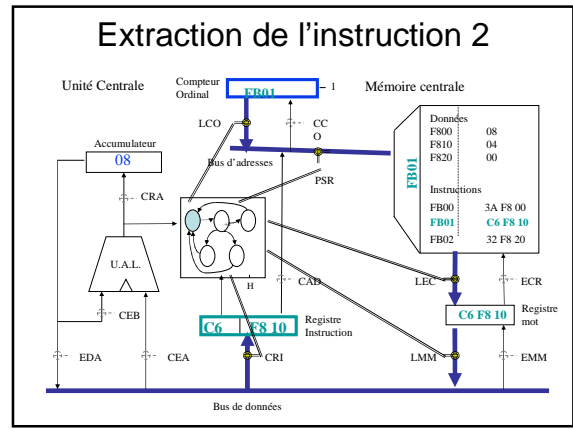 Extraction de l'instruction 2
Unité Centrale
Compteur
Ordinal
FB01
1
Mémoire centrale
LCO
CC
O
Bus d'adresses
PSR
Accumulateur
08
CRA
U.A.L.
CEB
EDA
CEA
H
CAD
C6
F8 10
Registre
Instruction
CRI
FB01
Données
F800 08
F810 04
F820 00
Instructions
FB00 3A F8 00
FB01 C6 F8 10
FB02 32 F8 20
LEC
ECR
C6 F8 10
Registre
mot
LMM
EMM
Bus de données